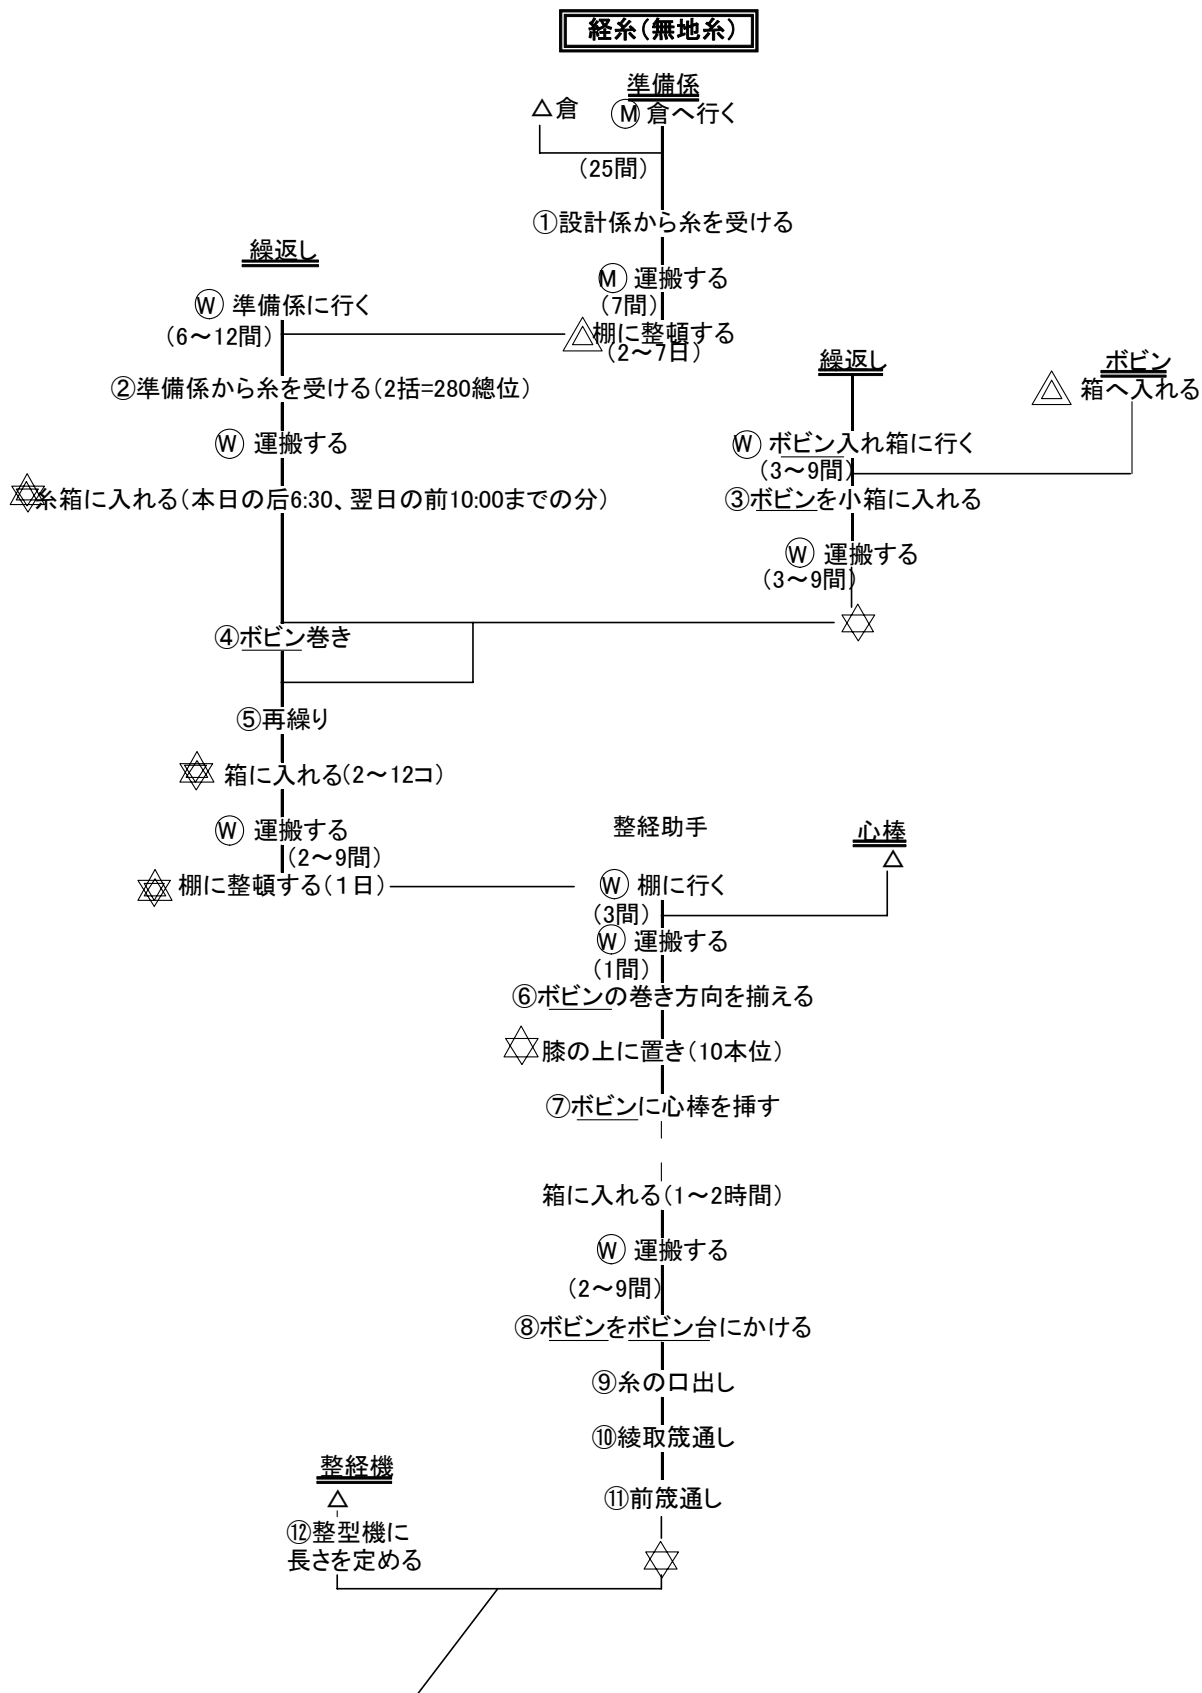 経糸(無地糸)
準備係
△倉
Ⓜ 倉へ行く
(25間)
①設計係から糸を受ける
繰返し
Ⓜ 運搬する
(7間)
Ⓦ 準備係に行く
(6～12間)
棚に整頓する
(2～7日)
繰返し
ボビン
②準備係から糸を受ける(2括=280總位)
箱へ入れる
Ⓦ 運搬する
Ⓦ ボビン入れ箱に行く
(3～9間)
糸箱に入れる(本日の后6:30、翌日の前10:00までの分)
③ボビンを小箱に入れる
Ⓦ 運搬する
(3～9間)
④ボビン巻き
⑤再繰り
箱に入れる(2～12コ)
Ⓦ 運搬する
(2～9間)
整経助手
心棒
△
棚に整頓する(1日)
Ⓦ 棚に行く
(3間)
Ⓦ 運搬する
(1間)
⑥ボビンの巻き方向を揃える
膝の上に置き(10本位)
⑦ボビンに心棒を挿す
箱に入れる(1～2時間)
Ⓦ 運搬する
(2～9間)
⑧ボビンをボビン台にかける
⑨糸の口出し
⑩綾取筬通し
整経機
△
⑪前筬通し
⑫整型機に
長さを定める